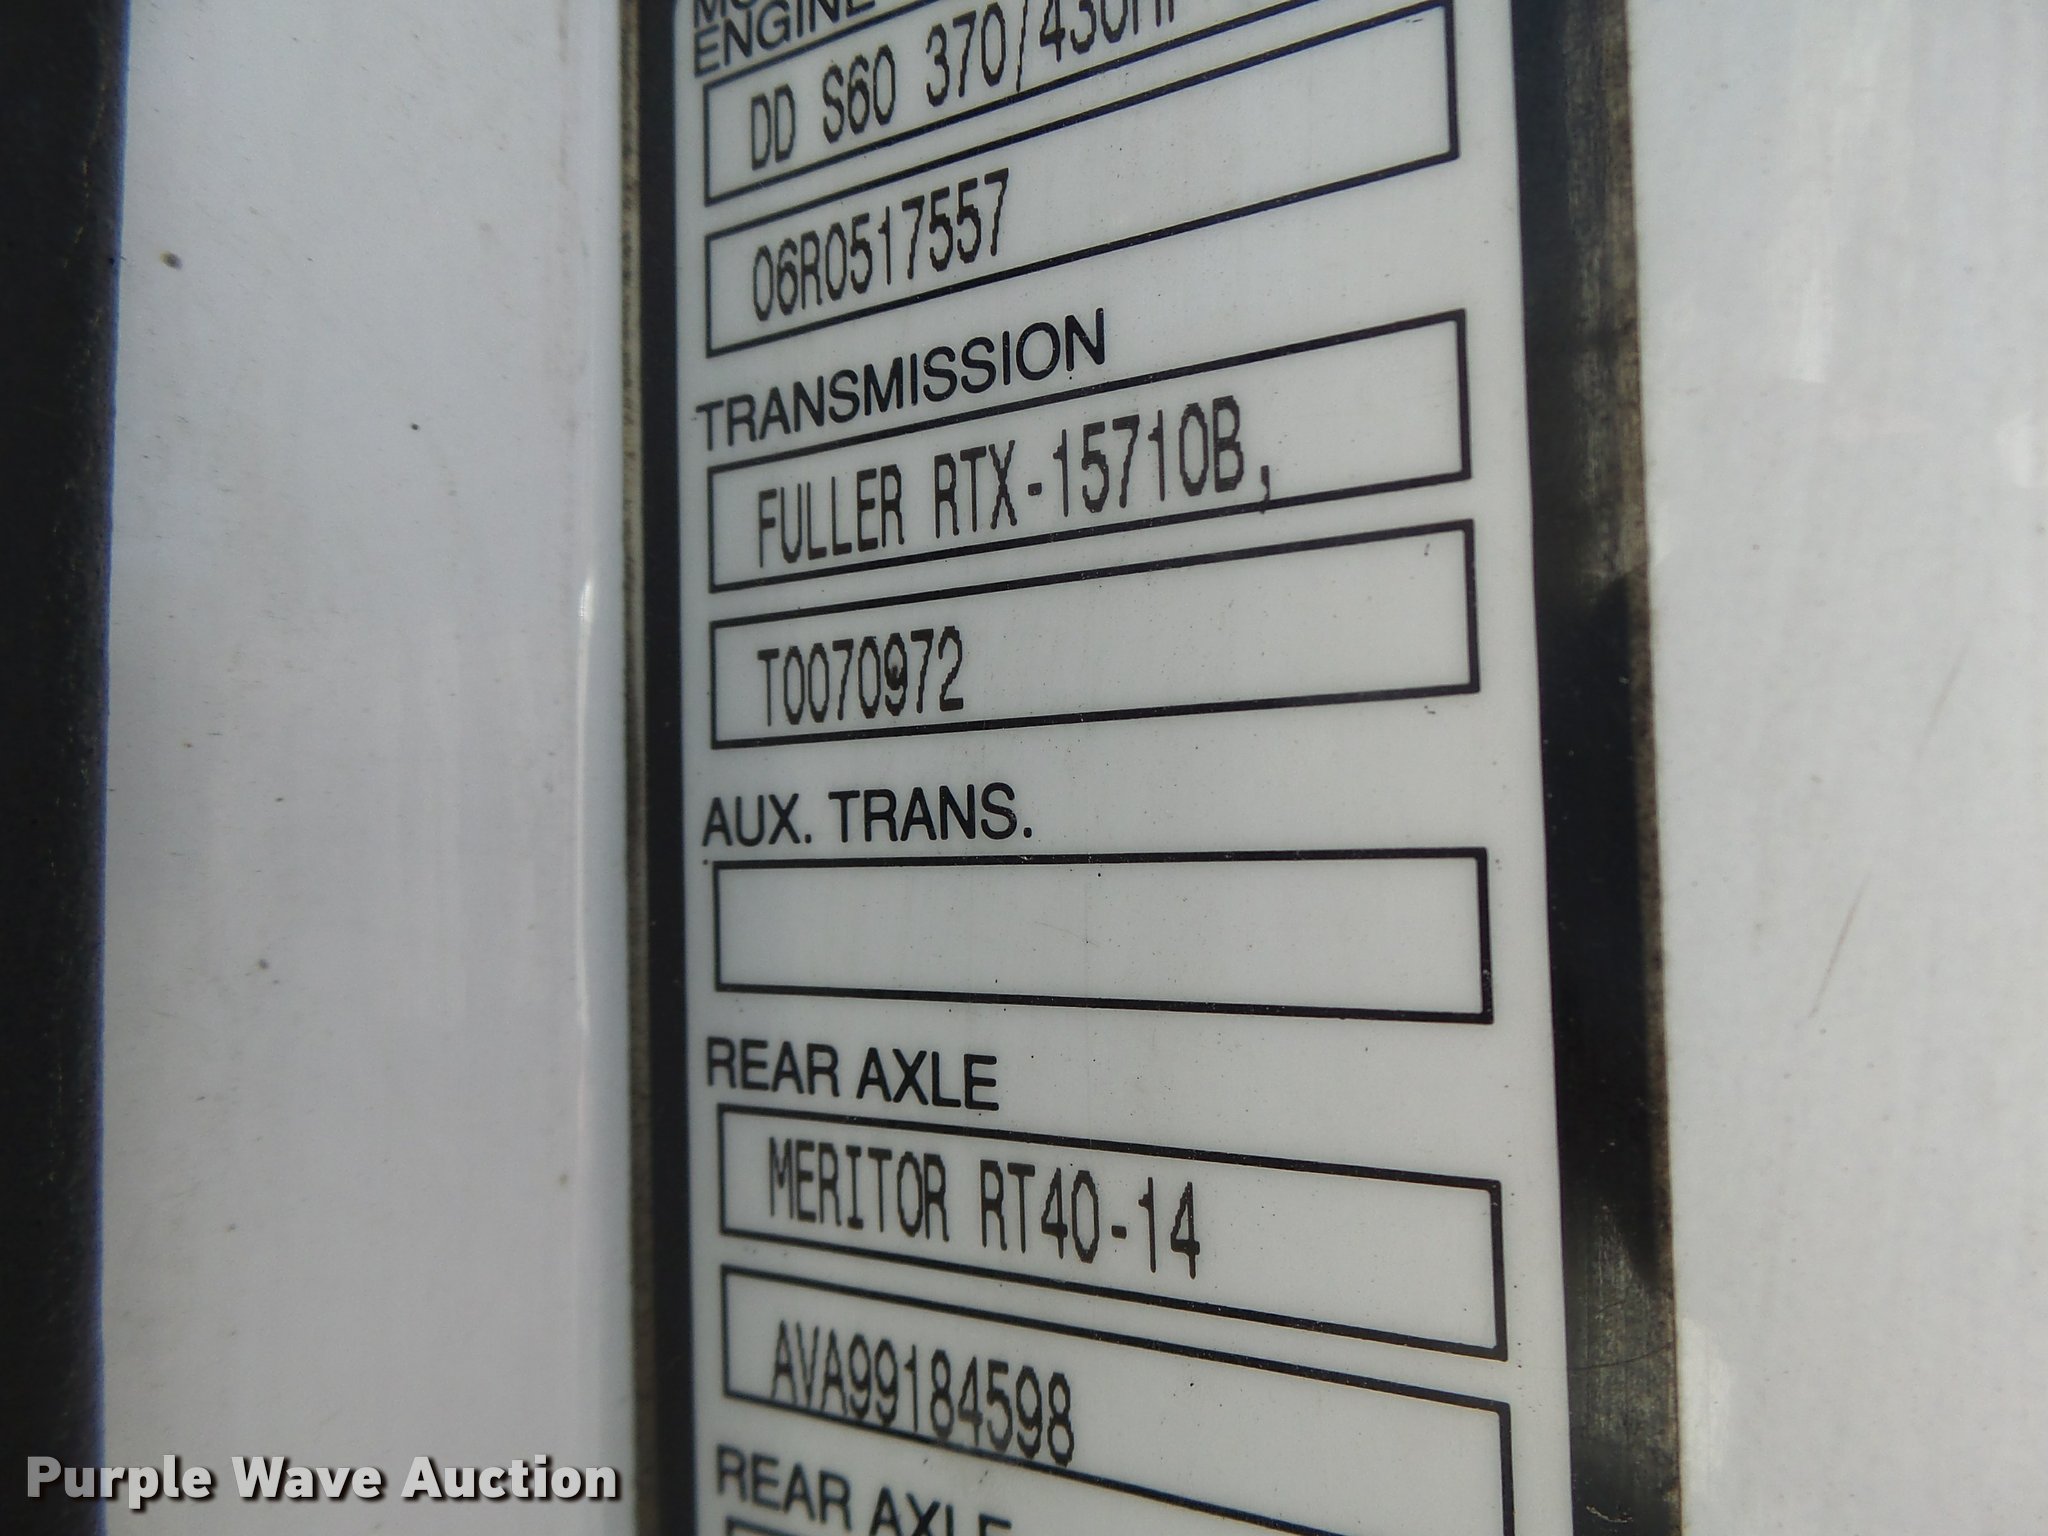 ENGINE
DD S60 370/430HP
06R0517557
TRANSMISSION
FULLER RTX-15710B,
T0070972
AUX. TRANS.
REAR AXLE
MERITOR RT40-14
AVA99184598
REAR AXLE
Purple Wave Auction